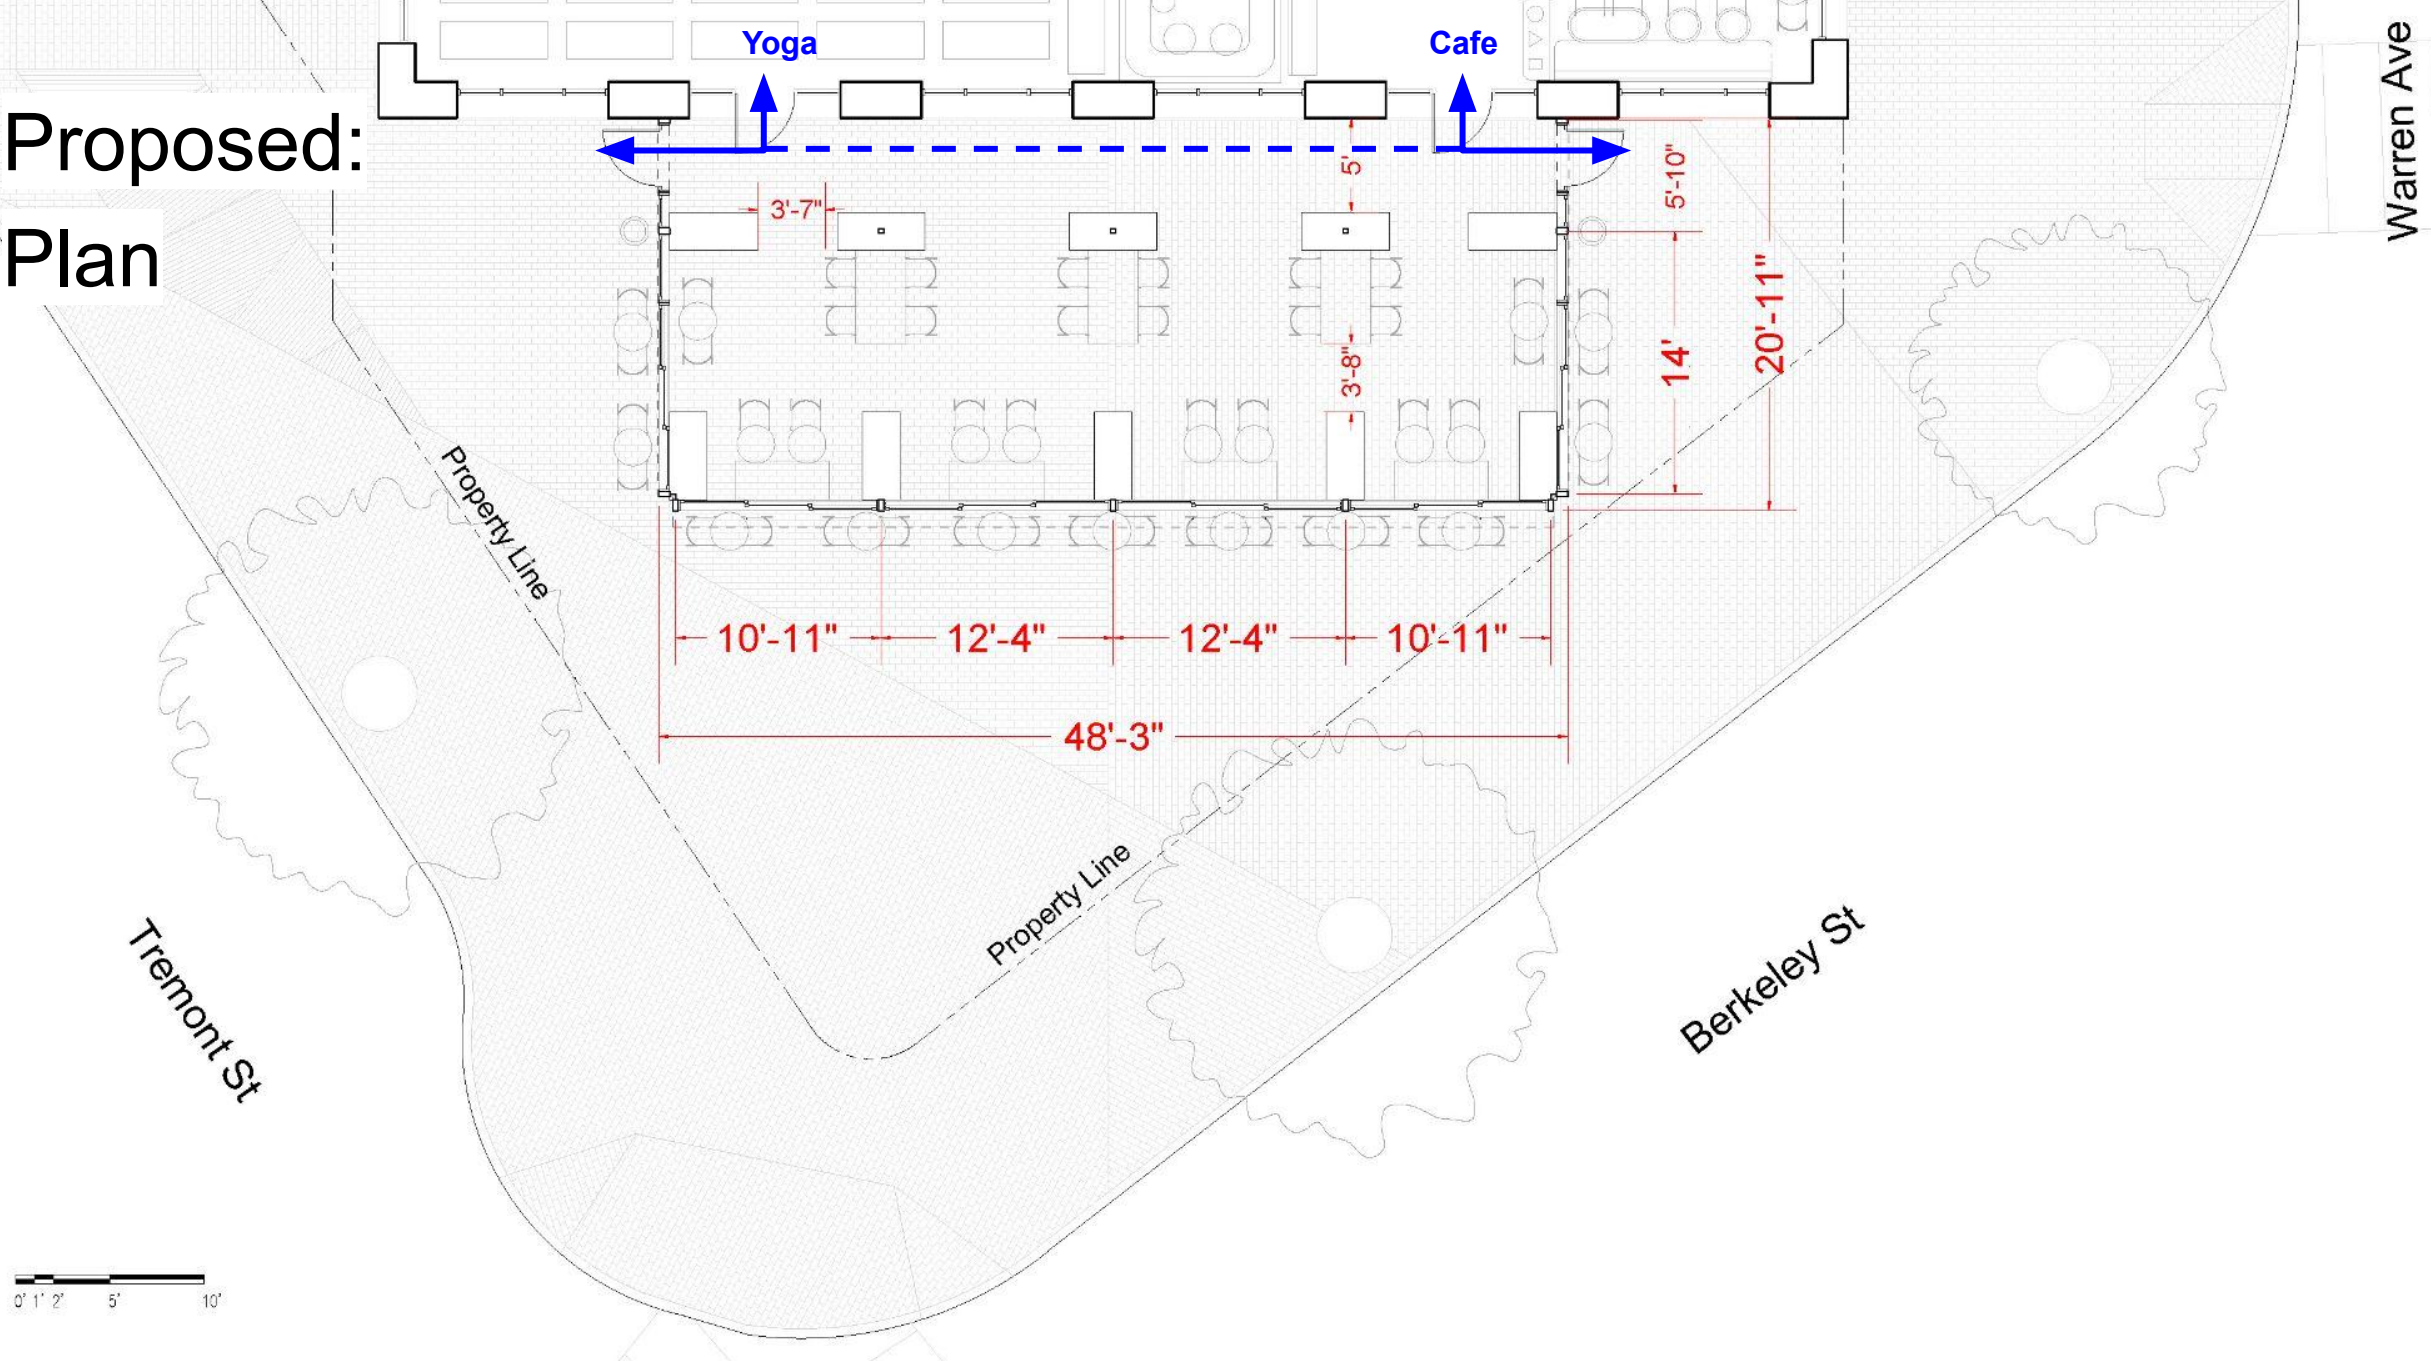 Yoga
Cafe
Warren Ave
Proposed:
Plan
5'
5'-10"
3'-7"
20'-11"
14'
3'-8"
Property Line
10'-11"
12'-4"
12'-4"
10'-11"
48'-3"
Property Line
Tremont St
Berkeley St
0' 1' 2' 5' 10'